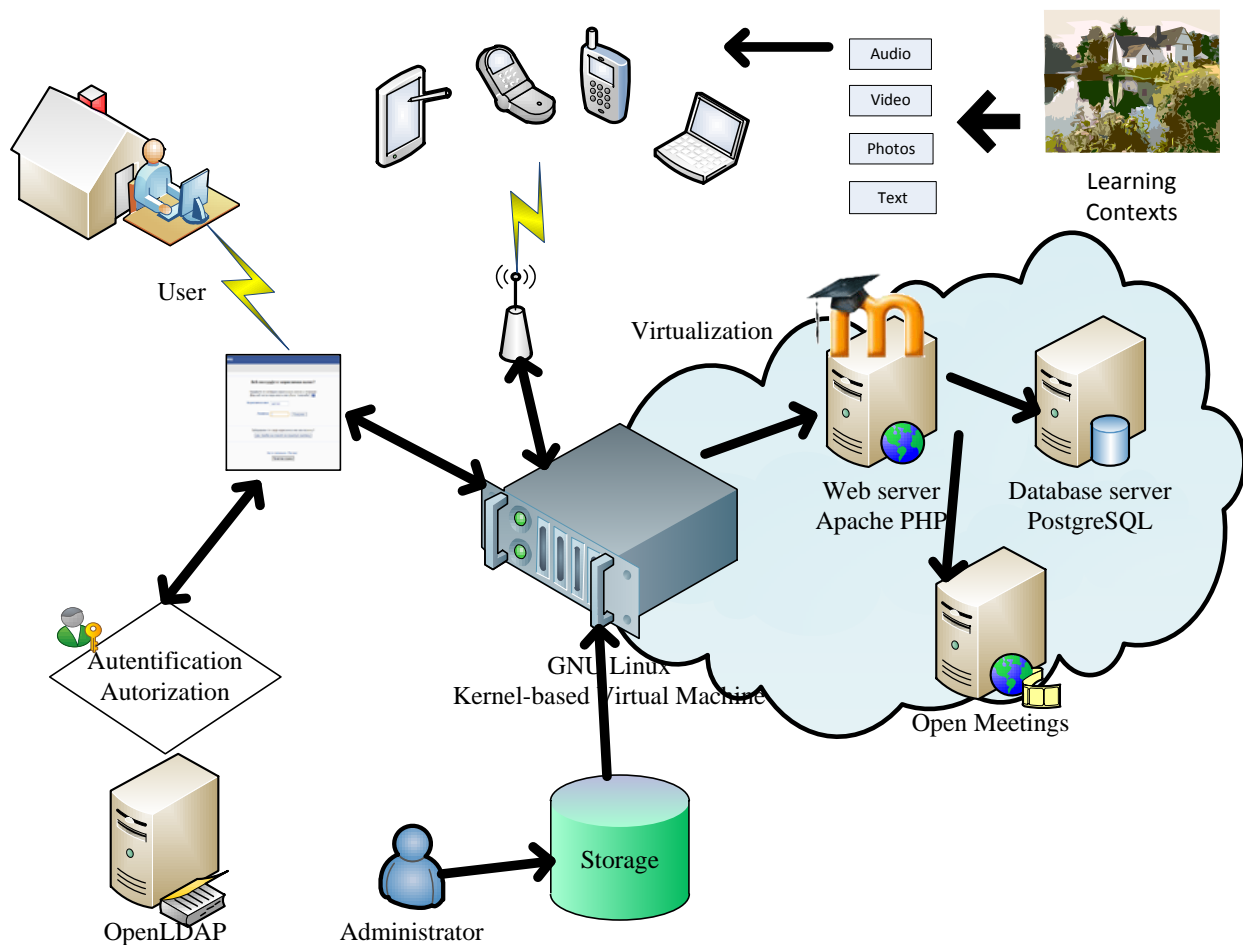 Audio
Video
Photos
Text
Learning
Contexts
User
Virtualization
m
Web server
Apache PHP
Database server
PostgreSQL
Autentification
Autorization
GNU Linux
Kernel-based Virtual Machine
Open Meetings
Storage
OpenLDAP
Administrator